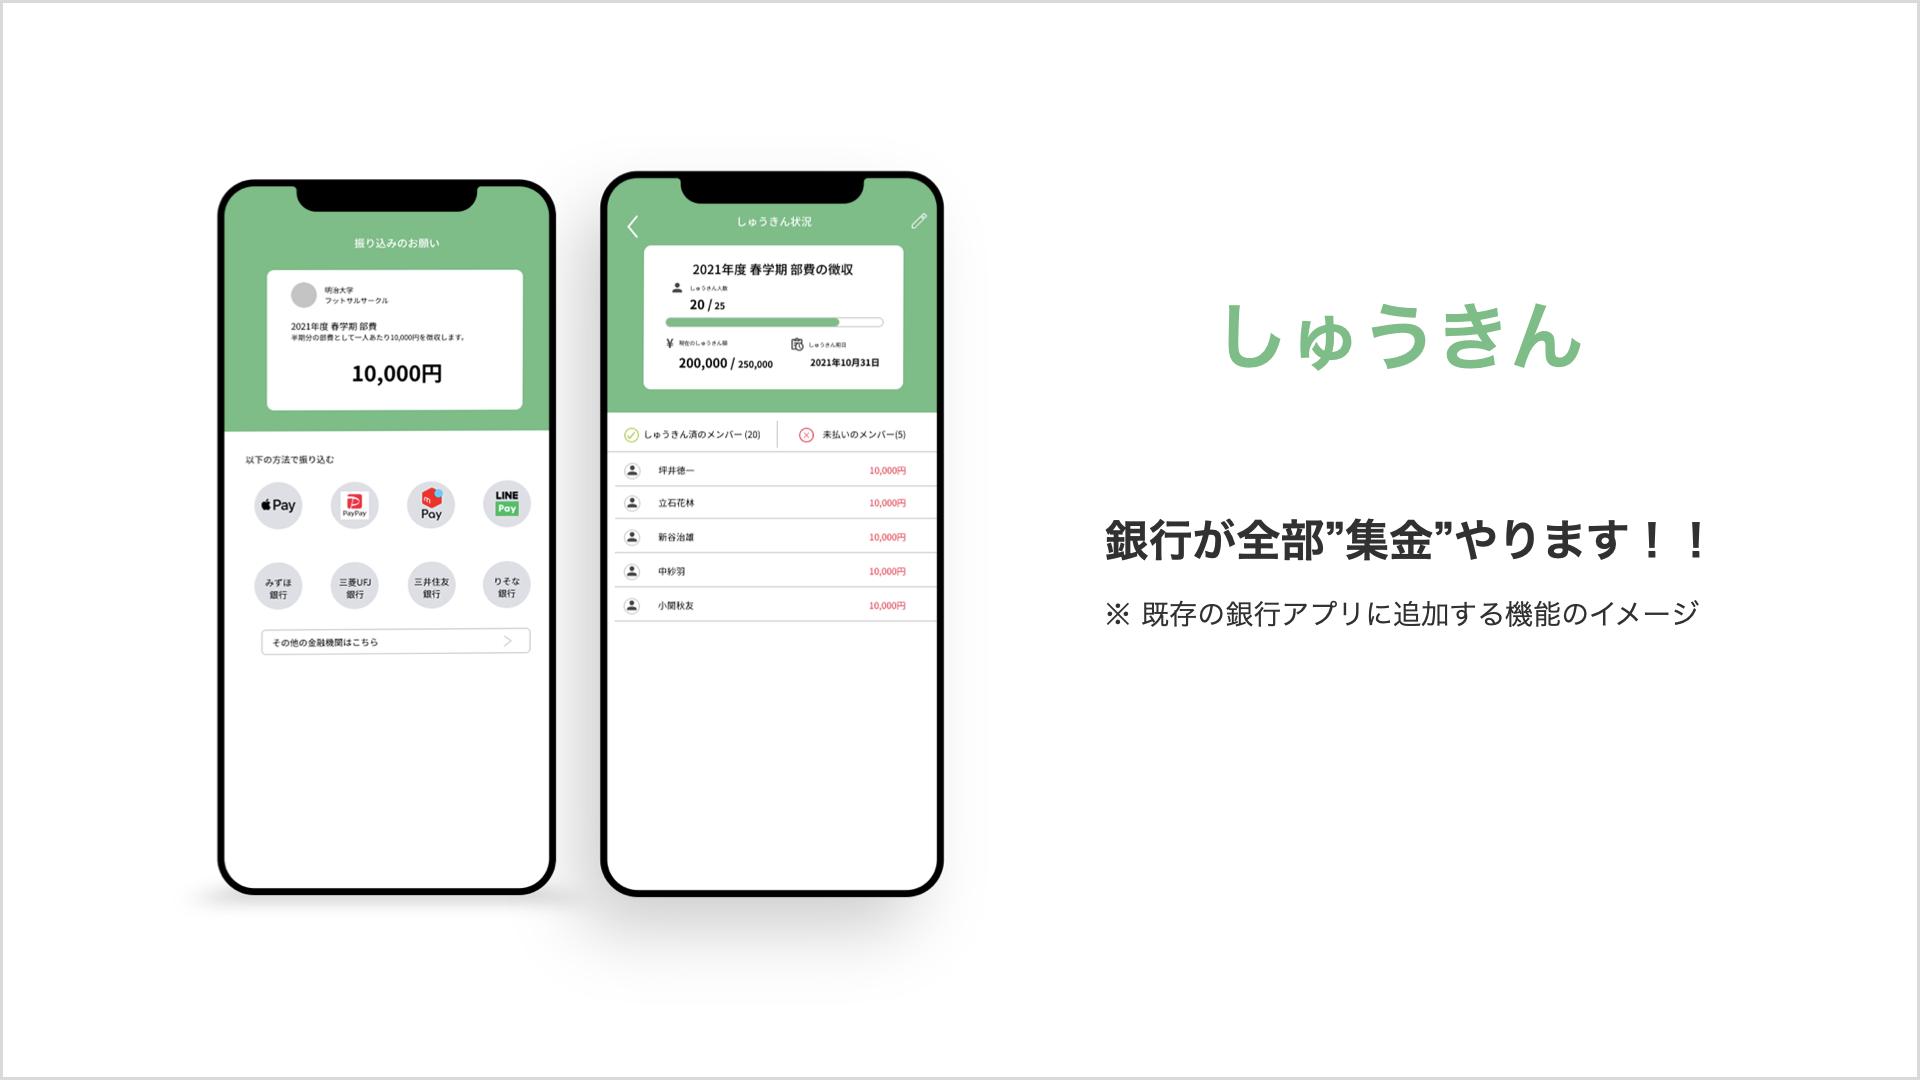 振り込みのお願い
明治大学
フットサルサークル
2021年度 春学期 部費
半期分の部費として一人あたり10,000円を徴収します。
10,000円
以下の方法で振り込む
Pay
PayPay
m Pay
LINE Pay
みずほ銀行
三菱UFJ銀行
三井住友銀行
りそな銀行
その他の金融機関はこちら
しゅうきん状況
2021年度 春学期 部費の徴収
しゅうきん人数
20 / 25
¥ 現在のしゅうきん額
200,000 / 250,000
しゅうきん期日
2021年10月31日
しゅうきん済のメンバー (20)
未払いのメンバー(5)
坪井徳一 10,000円
立石花林 10,000円
新谷治雄 10,000円
中紗羽 10,000円
小関秋友 10,000円
しゅうきん
銀行が全部”集金”やります！！
※ 既存の銀行アプリに追加する機能のイメージ